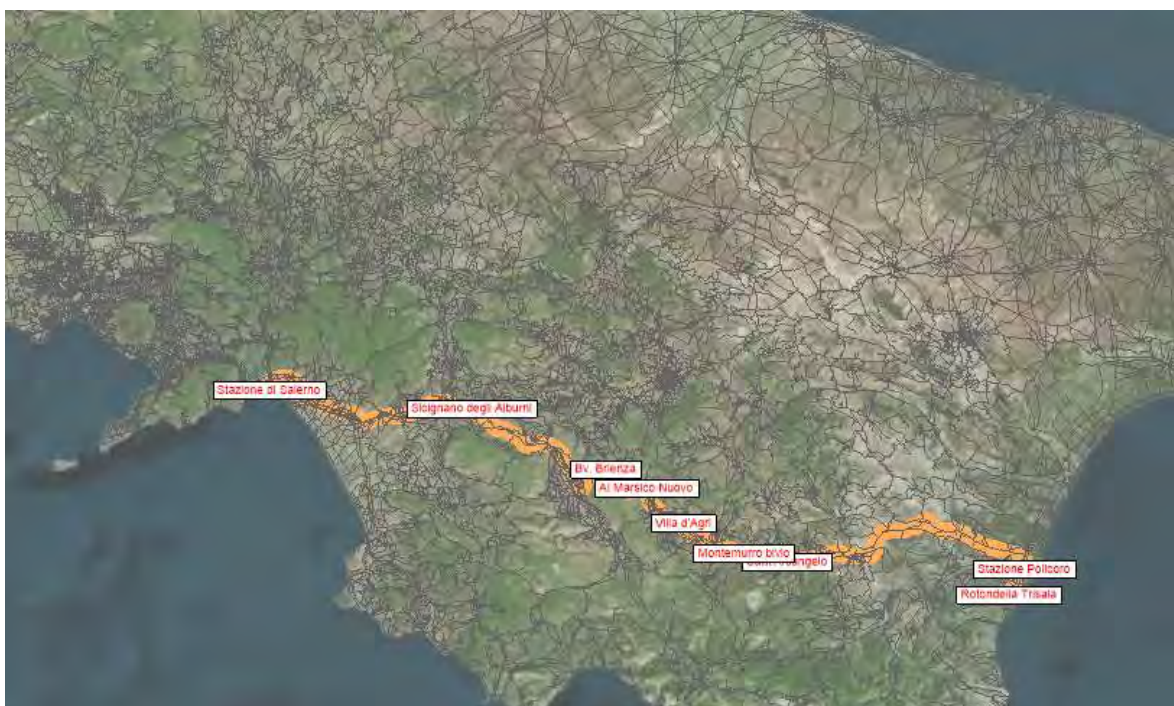 Stazione di Salerno
Sicignano degli Alburni
Bv. Brienza
Al Marsico Nuovo
Villa d'Agri
Montemurro bivio
Stazione Policoro
Rotondella Trisaia